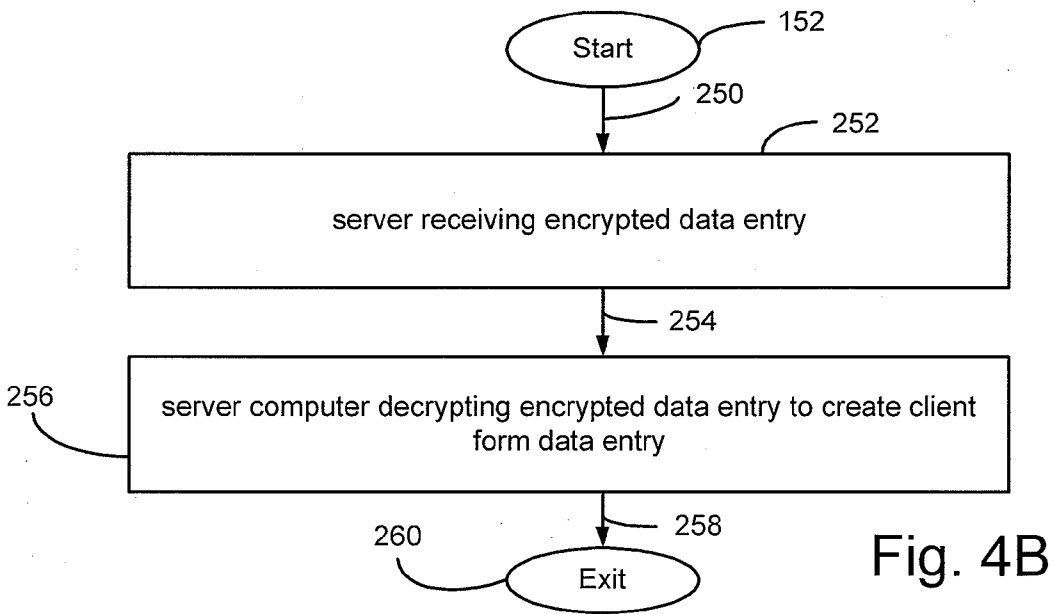 Start
152
250
252
server receiving encrypted data entry
254
256
server computer decrypting encrypted data entry to create client
form data entry
258
260
Exit
Fig. 4B